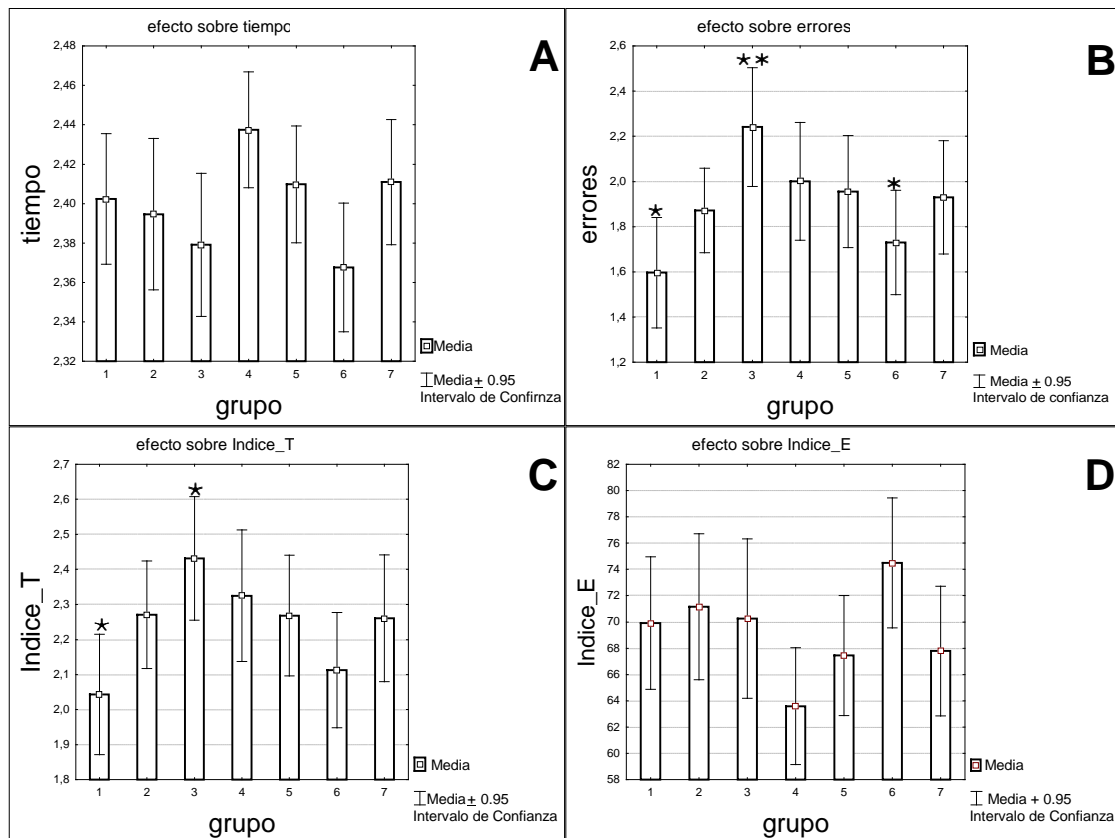 efecto sobre tiempo
A
2,48
2,46
2,44
2,42
2,40
2,38
2,36
2,34
2,32
tiempo
1 2 3 4 5 6 7
grupo
Media
Media ± 0.95
Intervalo de Confirnza
efecto sobre errores
B
2,6
2,4
2,2
2,0
1,8
1,6
1,4
1,2
errores
1 2 3 4 5 6 7
grupo
Media
Media ± 0.95
Intervalo de confianza
efecto sobre Indice_T
C
2,7
2,6
2,5
2,4
2,3
2,2
2,1
2,0
1,9
1,8
Indice_T
1 2 3 4 5 6 7
grupo
Media
Media ± 0.95
Intervalo de Confianza
efecto sobre Indice_E
D
82
80
78
76
74
72
70
68
66
64
62
60
58
Indice_E
1 2 3 4 5 6 7
grupo
Media
Media + 0.95
Intervalo de Confianza